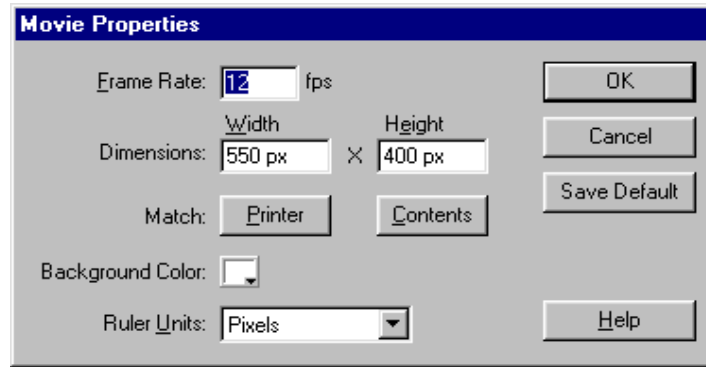 Movie Properties
Frame Rate: 12 fps
OK
Width Height
Dimensions: 550 px X 400 px
Cancel
Match: Printer Contents
Save Default
Background Color:
Ruler Units: Pixels
Help